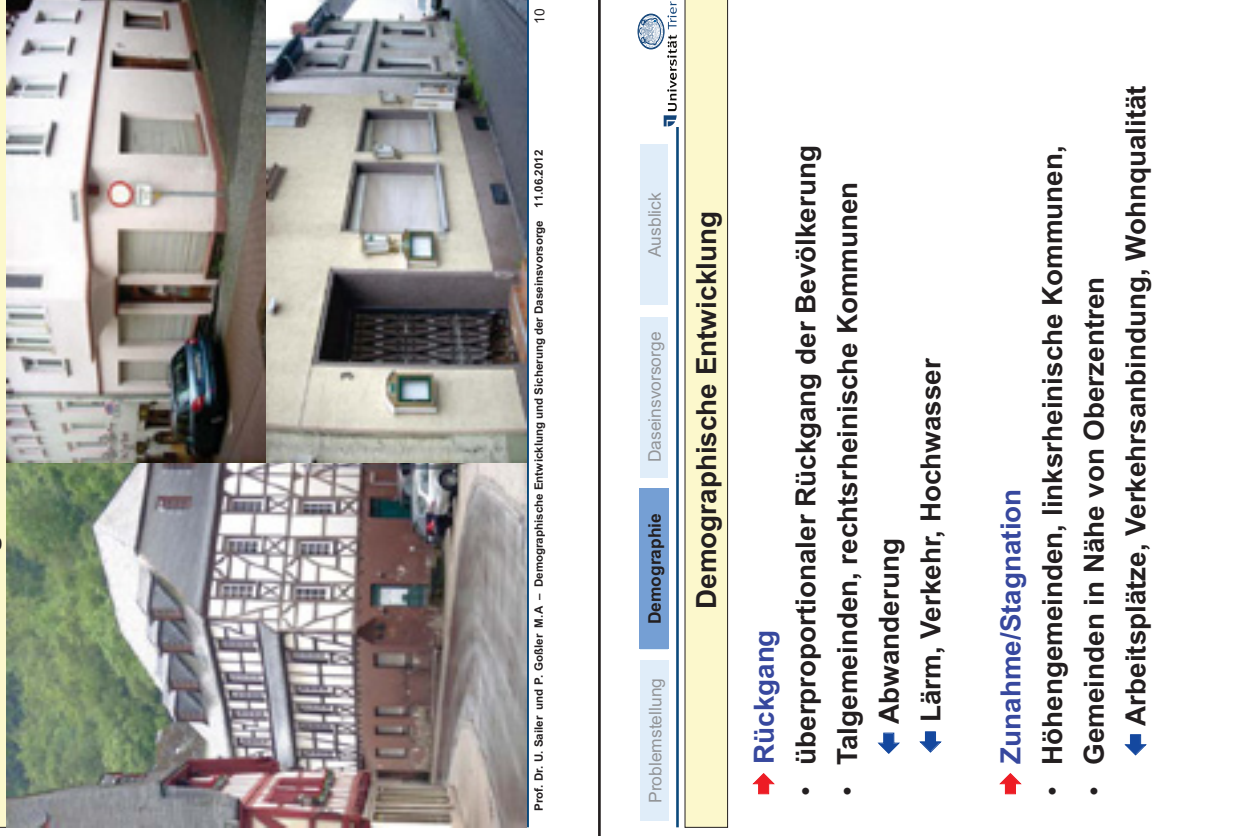 Prof. Dr. U. Sailer und P. Goßler M.A – Demographische Entwicklung und Sicherung der Daseinsvorsorge 11.06.2012 10
Universität Trier
Problemstellung Demographie Daseinsvorsorge Ausblick
Demographische Entwicklung
Rückgang
• überproportionaler Rückgang der Bevölkerung
• Talgemeinden, rechtsrheinische Kommunen
Abwanderung
Lärm, Verkehr, Hochwasser
Zunahme/Stagnation
• Höhengemeinden, linksrheinische Kommunen,
• Gemeinden in Nähe von Oberzentren
Arbeitsplätze, Verkehrsanbindung, Wohnqualität